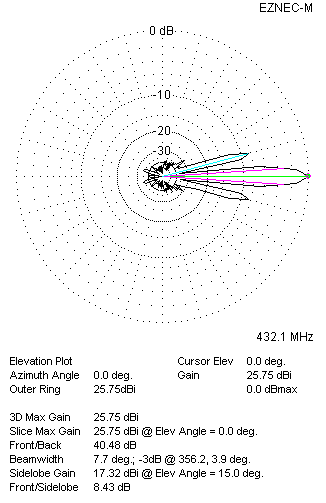 EZNEC-M
0 dB
-10
-20
-30
432.1 MHz
Elevation Plot Cursor Elev 0.0 deg.
Azimuth Angle 0.0 deg. Gain 25.75 dBi
Outer Ring 25.75dBi 0.0 dBmax
3D Max Gain 25.75 dBi
Slice Max Gain 25.75 dBi @ Elev Angle = 0.0 deg.
Front/Back 40.48 dB
Beamwidth 7.7 deg.; -3dB @ 356.2, 3.9 deg.
Sidelobe Gain 17.32 dBi @ Elev Angle = 15.0 deg.
Front/Sidelobe 8.43 dB